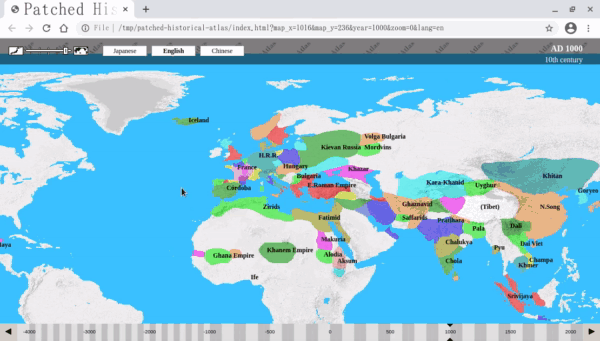 Patched His
File | /tmp/patched-historical-atlas/index.html?map_x=1016&map_y=236&year=1000&zoom=0&lang=en
Japanese English Chinese AD 1000
10th century
Iceland
Kievan Russia Volga Bulgaria
Mordvins
H.R.R
France Hungary Khazar
Bulgaria
Cordoba E.Roman Empire Kara-Khanid Uyghur Khitan
Goryeo
Zirids Ghaznavid (Tibet) N.Song
Fatimid Saffarids Pratihara
Pala Dali
Makuria Chalukya Dai Viet
Ghana Empire Khanem Empire Alodia Pyu
Aksum Chola Champa
Khmer
Ife
Srivijaya
-4000 -3000 -2000 -1000 -500 0 500 1000 1500 2000